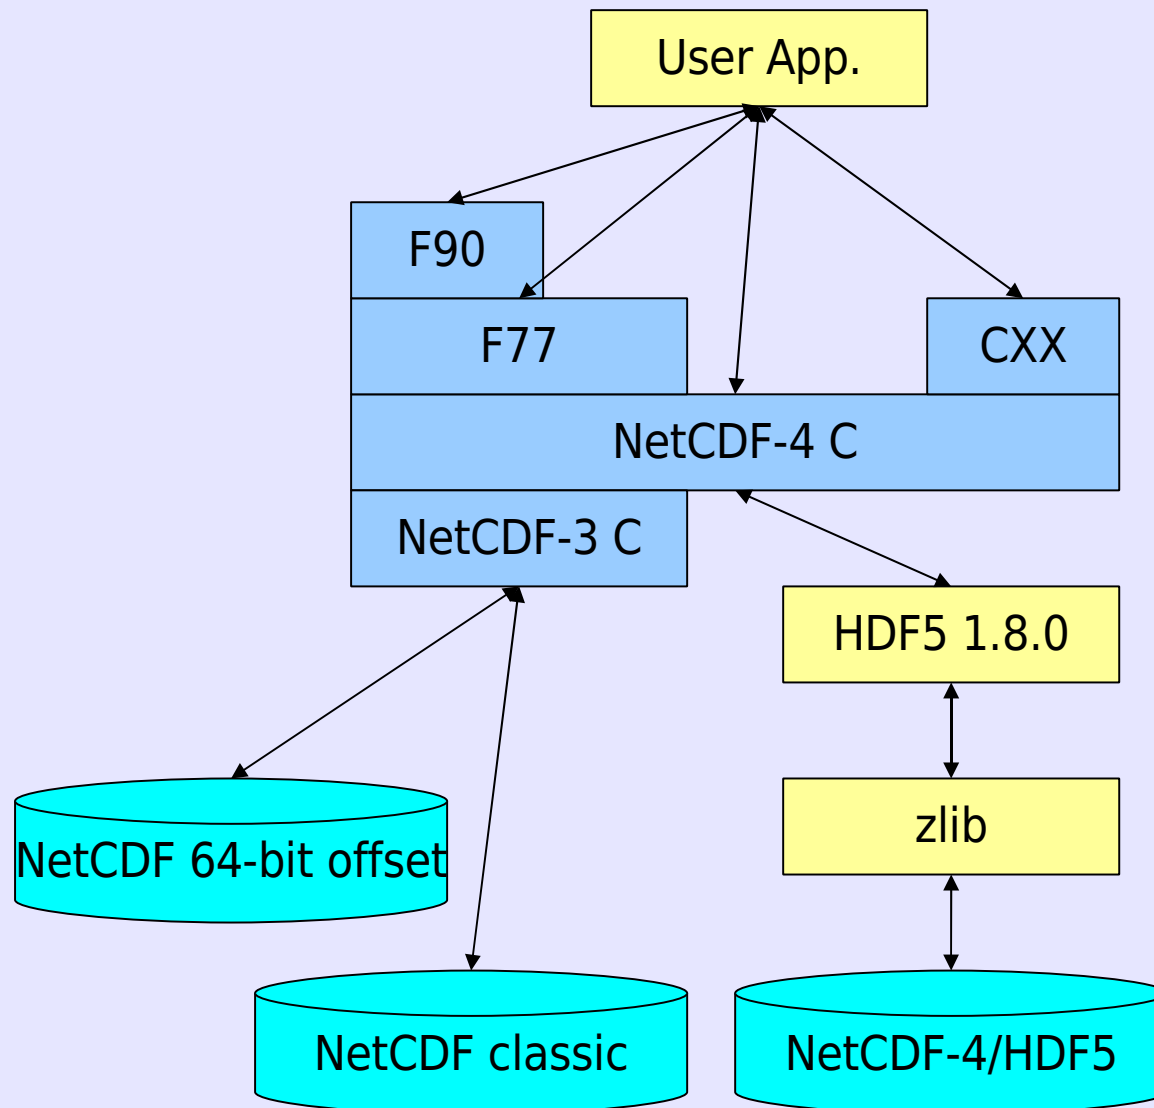 User App.
F90
F77
CXX
NetCDF-4 C
NetCDF-3 C
HDF5 1.8.0
zlib
NetCDF 64-bit offset
NetCDF classic
NetCDF-4/HDF5